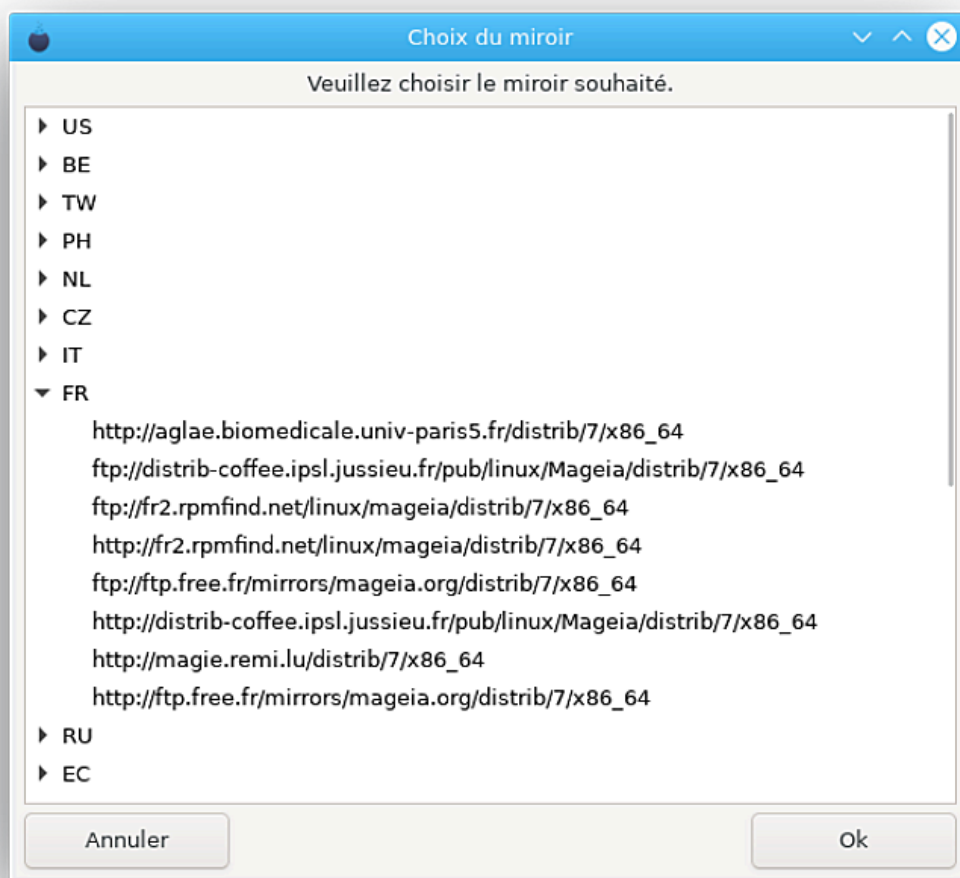 Choix du miroir
Veuillez choisir le miroir souhaité.
US
BE
TW
PH
NL
CZ
IT
FR
http://aglae.biomedicale.univ-paris5.fr/distrib/7/x86_64
ftp://distrib-coffee.ipsl.jussieu.fr/pub/linux/Mageia/distrib/7/x86_64
ftp://fr2.rpmfind.net/linux/mageia/distrib/7/x86_64
http://fr2.rpmfind.net/linux/mageia/distrib/7/x86_64
ftp://ftp.free.fr/mirrors/mageia.org/distrib/7/x86_64
http://distrib-coffee.ipsl.jussieu.fr/pub/linux/Mageia/distrib/7/x86_64
http://magie.remi.lu/distrib/7/x86_64
http://ftp.free.fr/mirrors/mageia.org/distrib/7/x86_64
RU
EC
Annuler Ok